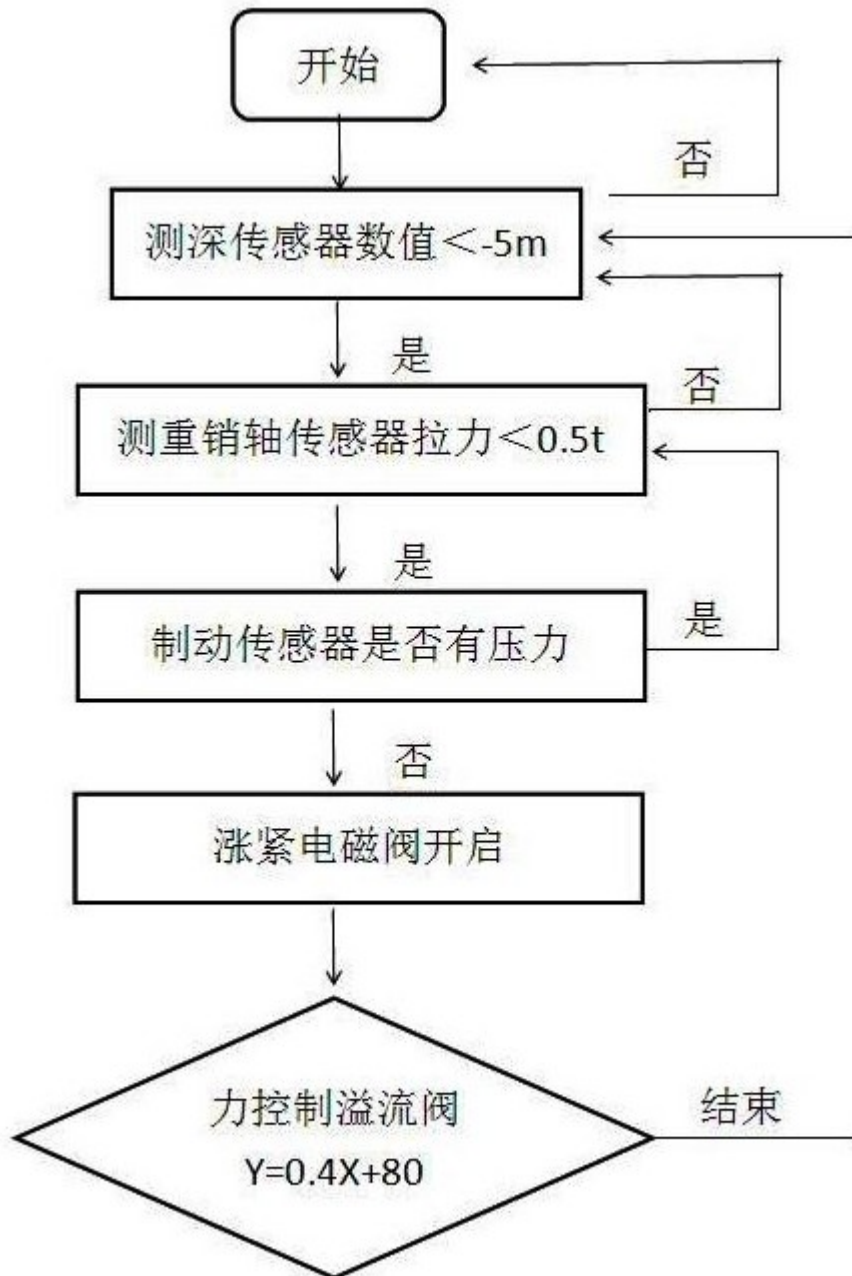 开始
否
测深传感器数值＜-5m
是
否
测重销轴传感器拉力＜0.5t
是
制动传感器是否有压力
是
否
涨紧电磁阀开启
力控制溢流阀
Y=0.4X+80
结束